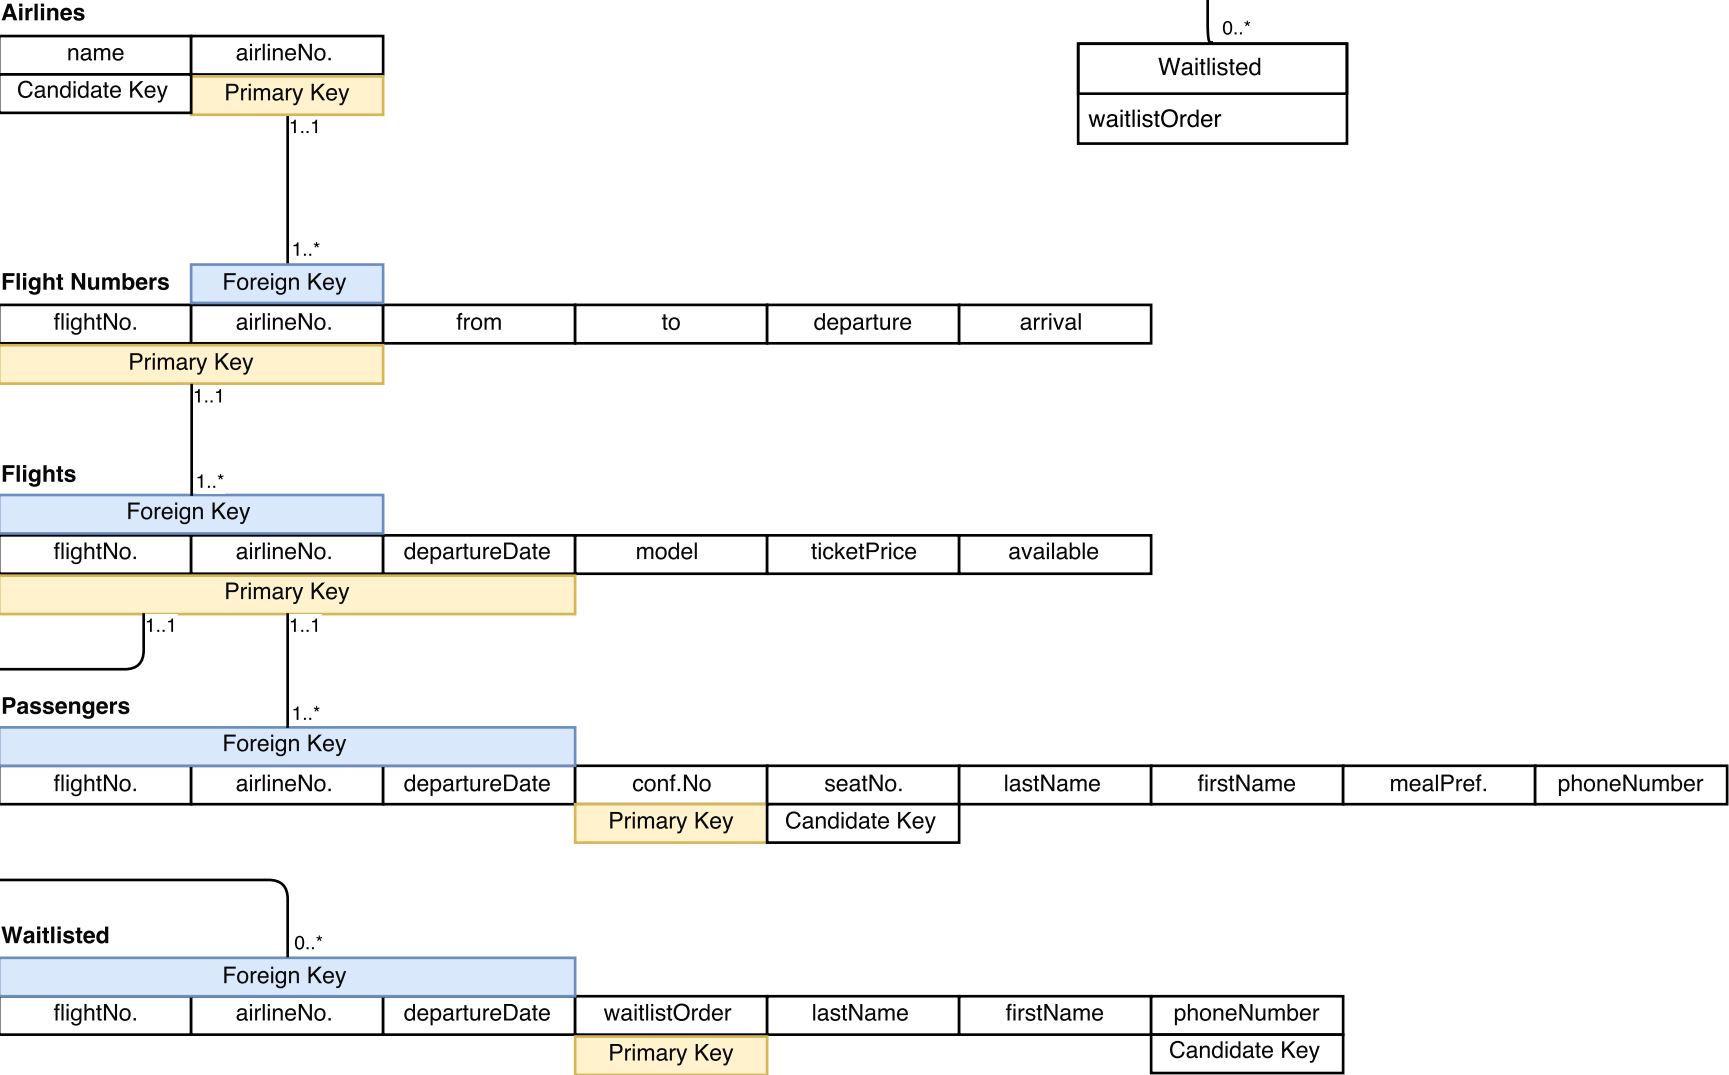 Airlines
name airlineNo.
Candidate Key Primary Key
1..1
0..*
Waitlisted
waitlistOrder
1..*
Flight Numbers Foreign Key
flightNo. airlineNo. from to departure arrival
Primary Key
1..1
1..*
Flights
Foreign Key
flightNo. airlineNo. departureDate model ticketPrice available
Primary Key
1..1 1..1
1..*
Passengers
Foreign Key
flightNo. airlineNo. departureDate conf.No seatNo. lastName firstName mealPref. phoneNumber
Primary Key Candidate Key
0..*
Waitlisted
Foreign Key
flightNo. airlineNo. departureDate waitlistOrder lastName firstName phoneNumber
Primary Key Candidate Key